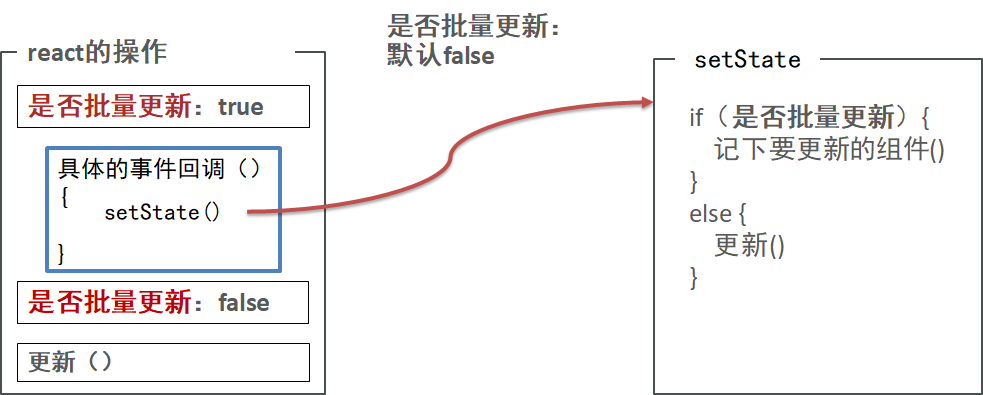 react的操作
是否批量更新：true
具体的事件回调（）
{
setState()
}
是否批量更新：false
更新（）
是否批量更新：
默认false
setState
if（是否批量更新）{
记下要更新的组件()
}
else {
更新()
}